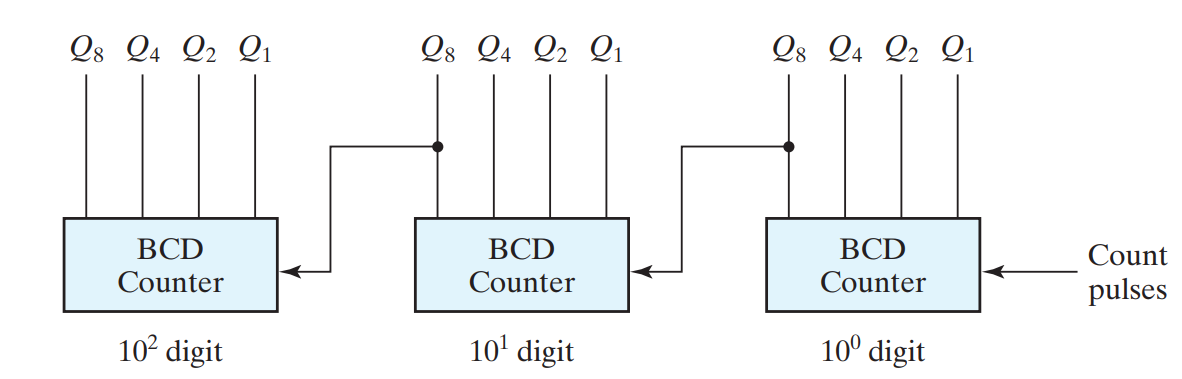 Q₈ Q₄ Q₂ Q₁ Q₈ Q₄ Q₂ Q₁ Q₈ Q₄ Q₂ Q₁
BCD
Counter
BCD
Counter
BCD
Counter
Count
pulses
10² digit
10¹ digit
10⁰ digit